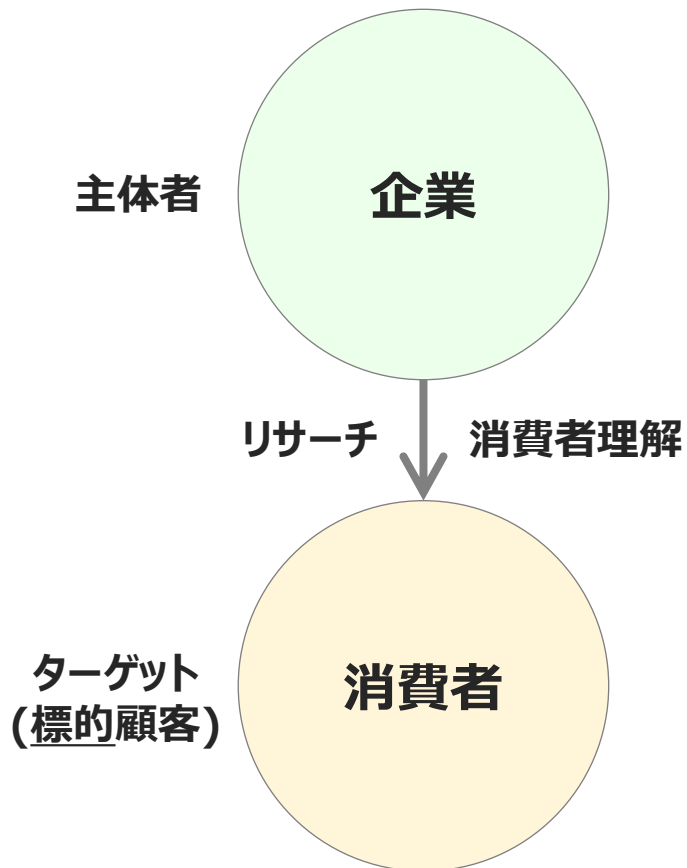 主体者
企業
リサーチ
消費者理解
ターゲット
(標的顧客)
消費者